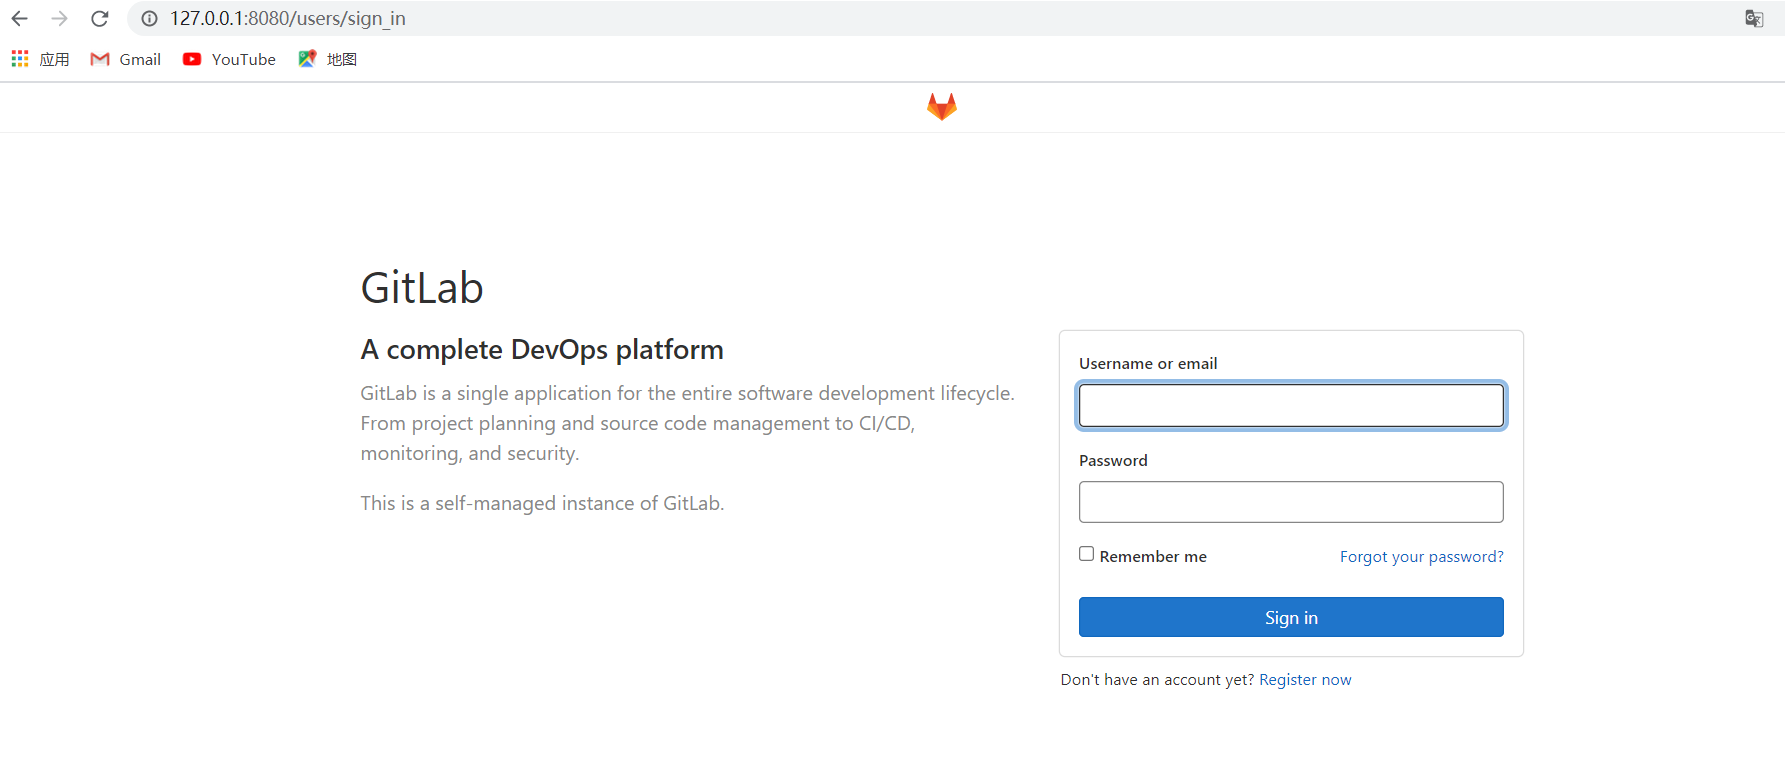 127.0.0.1:8080/users/sign_in
应用 Gmail YouTube 地图
GitLab
A complete DevOps platform
GitLab is a single application for the entire software development lifecycle.
From project planning and source code management to CI/CD,
monitoring, and security.
This is a self-managed instance of GitLab.
Username or email
Password
Remember me Forgot your password?
Sign in
Don't have an account yet? Register now